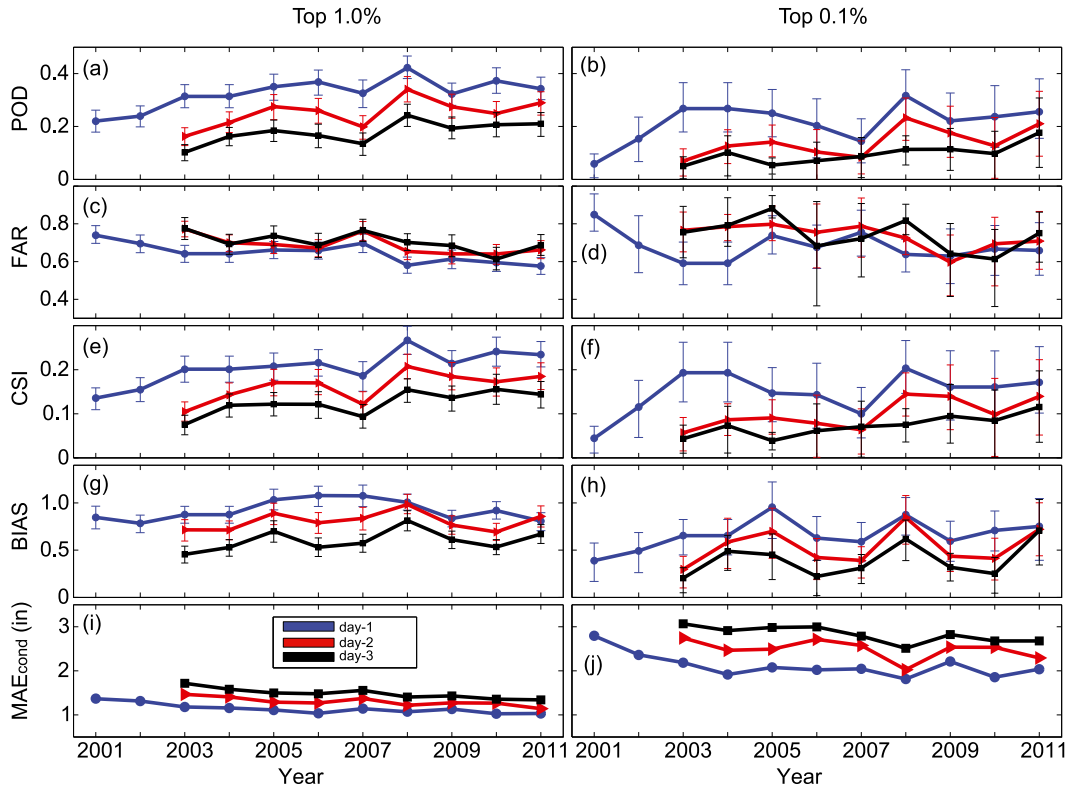 Top 1.0%
Top 0.1%
POD
0.4
0.2
0
(a)
(b)
FAR
0.8
0.6
0.4
(c)
(d)
CSI
0.2
0.1
0
(e)
(f)
BIAS
1.0
0.5
0
(g)
(h)
MAEcond (in)
3
2
1
(i)
day-1
day-2
day-3
(j)
2001 2003 2005 2007 2009 2011
2001 2003 2005 2007 2009 2011
Year
Year